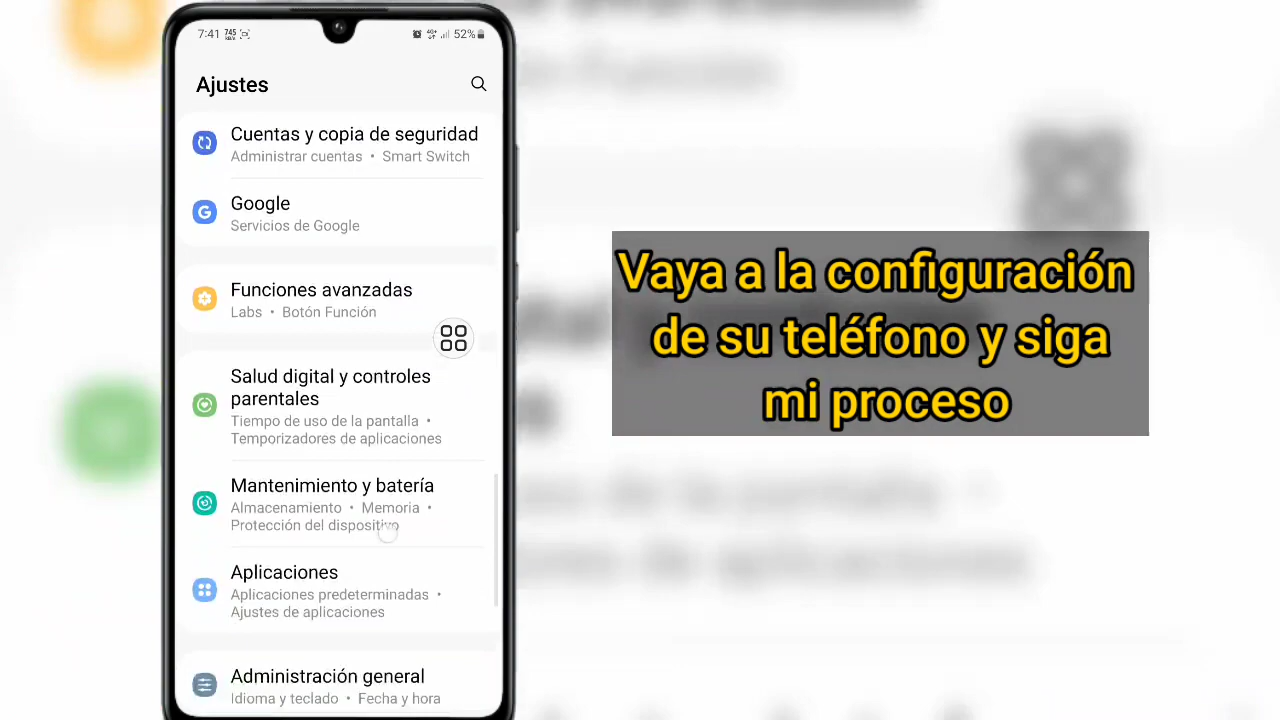 7:41 745 KB/s 4G+ 52%
Ajustes
Cuentas y copia de seguridad
Administrar cuentas • Smart Switch
Google
Servicios de Google
Funciones avanzadas
Labs • Botón Función
Salud digital y controles
parentales
Tiempo de uso de la pantalla •
Temporizadores de aplicaciones
Mantenimiento y batería
Almacenamiento • Memoria •
Protección del dispositivo
Aplicaciones
Aplicaciones predeterminadas •
Ajustes de aplicaciones
Administración general
Idioma y teclado • Fecha y hora
Vaya a la configuración
de su teléfono y siga
mi proceso